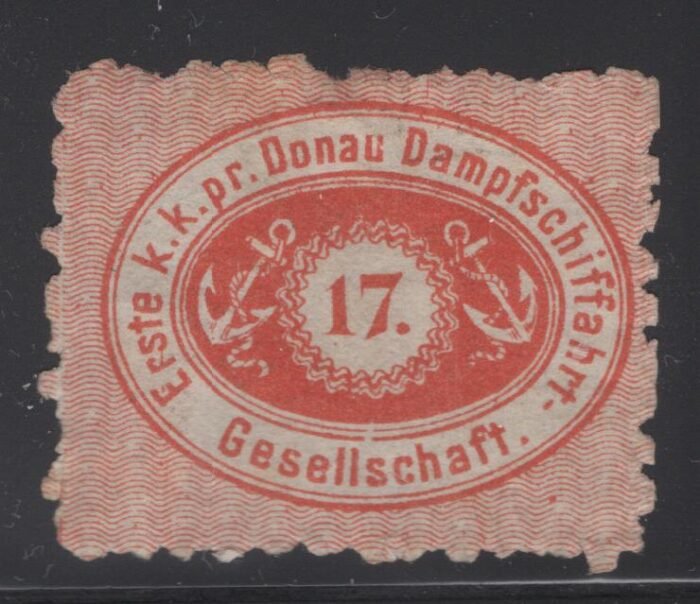 Erste k.k.pr. Donau Dampfschiffahrt-
Gesellschaft.
17.